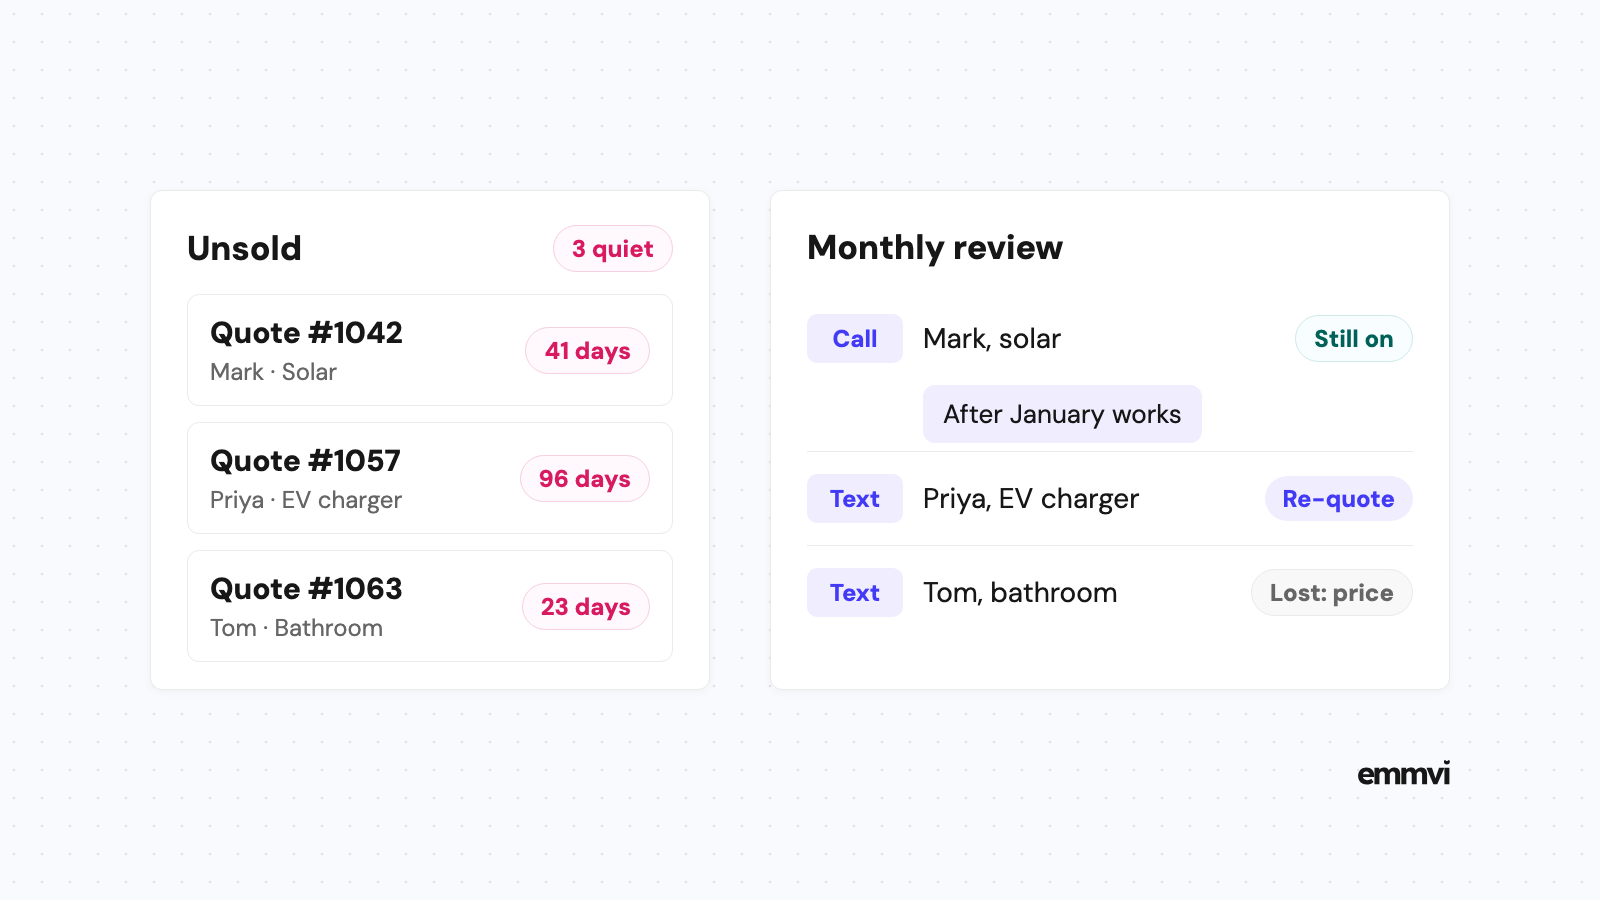 Unsold
3 quiet
Quote #1042
Mark · Solar
41 days
Quote #1057
Priya · EV charger
96 days
Quote #1063
Tom · Bathroom
23 days
Monthly review
Call Mark, solar Still on
After January works
Text Priya, EV charger Re-quote
Text Tom, bathroom Lost: price
emmvi